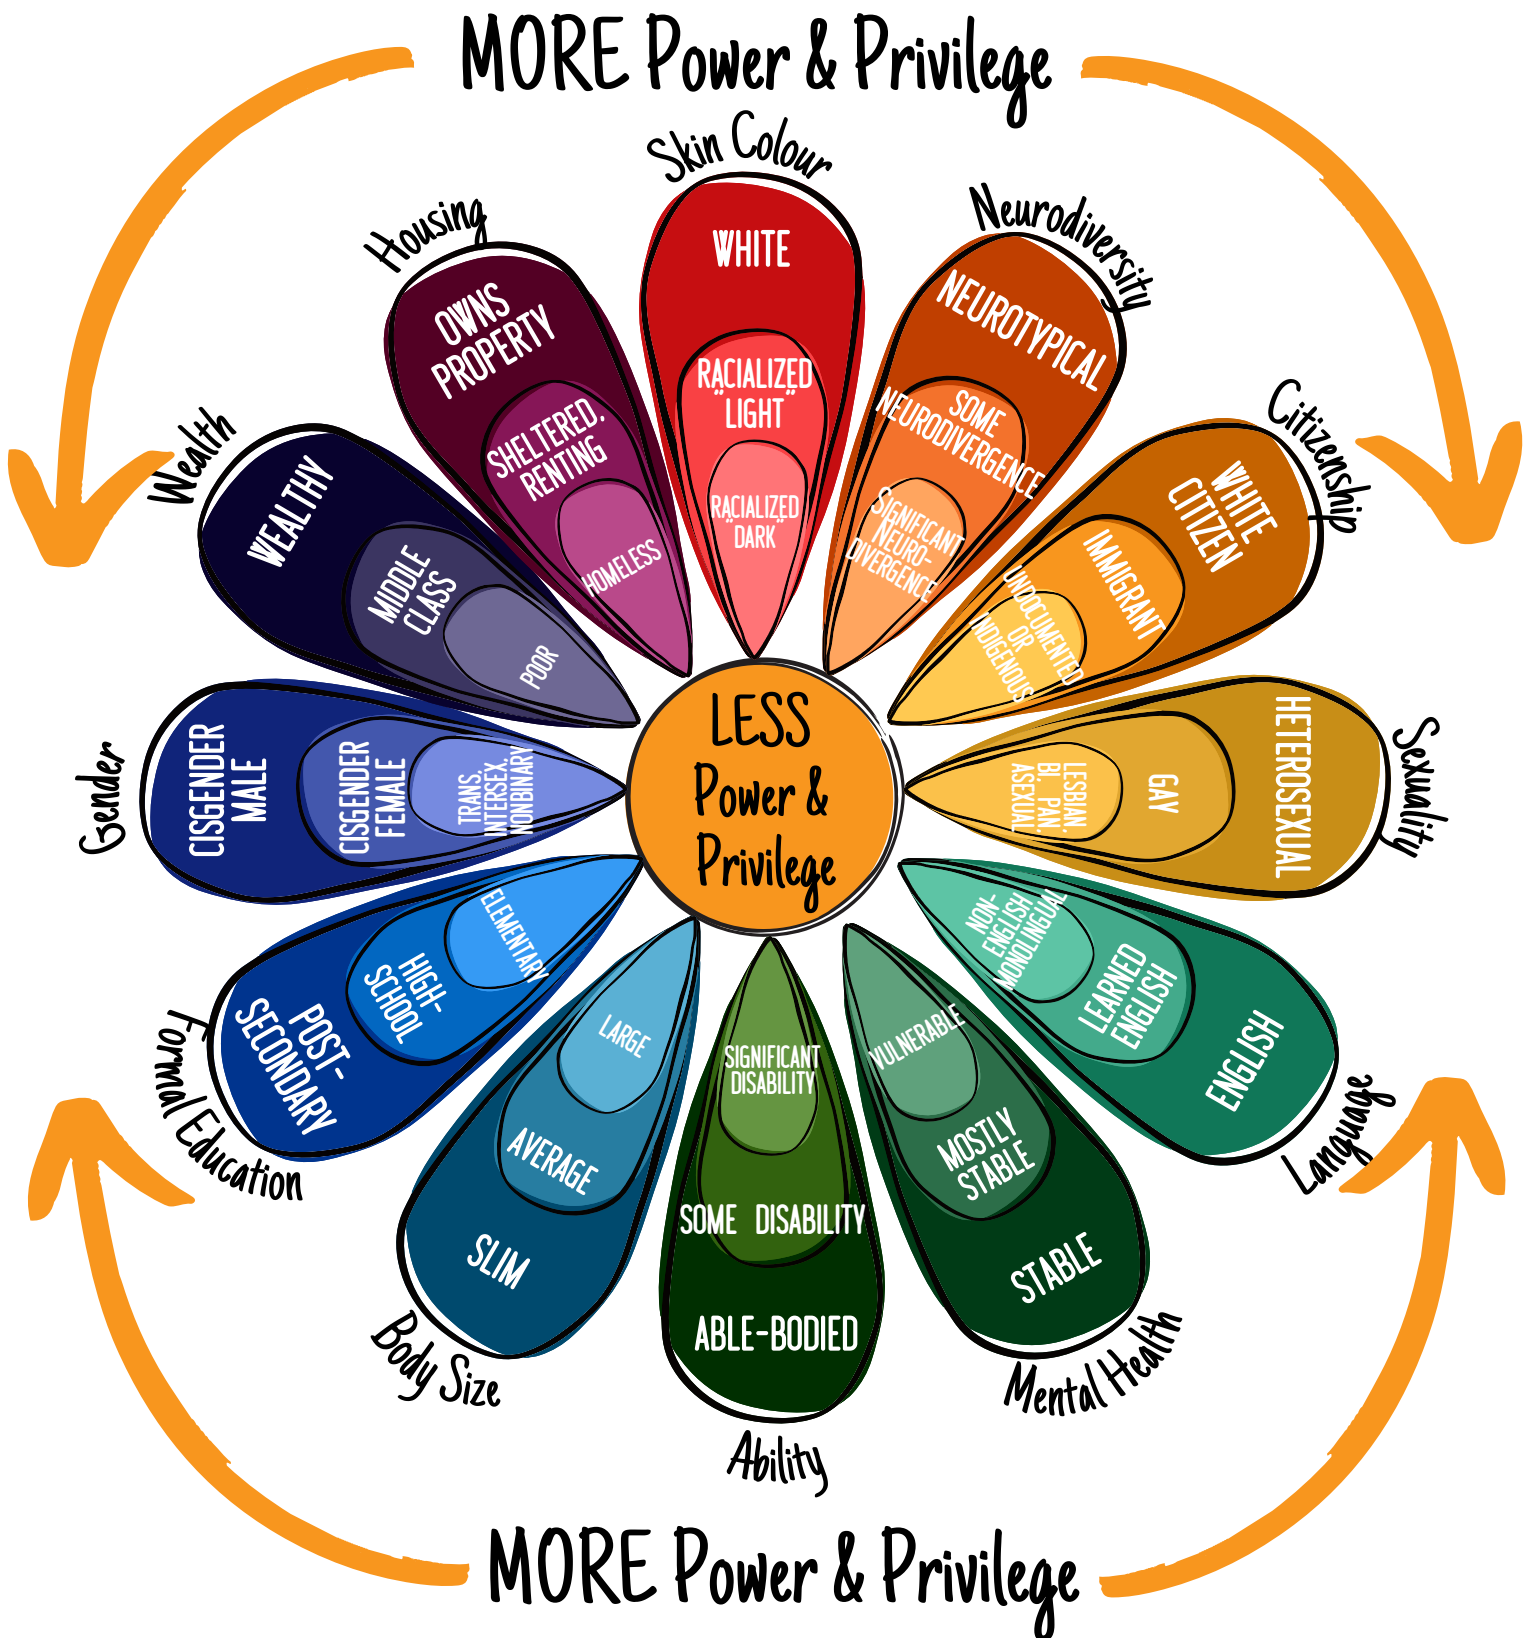 MORE Power & Privilege
Skin Colour
WHITE
RACIALIZED
"LIGHT"
RACIALIZED
"DARK"
Neurodiversity
NEUROTYPICAL
SOME
NEURODIVERGENCE
SIGNIFICANT
NEURO-
DIVERGENCE
Citizenship
WHITE
CITIZEN
IMMIGRANT
UNDOCUMENTED
OR
INDIGENOUS
Sexuality
HETEROSEXUAL
GAY
LESBIAN,
BI, PAN,
ASEXUAL
Language
ENGLISH
LEARNED
ENGLISH
NON-
ENGLISH
MONOLINGUAL
Mental Health
STABLE
MOSTLY
STABLE
VULNERABLE
Ability
ABLE-BODIED
SOME DISABILITY
SIGNIFICANT
DISABILITY
Body Size
SLIM
AVERAGE
LARGE
Formal Education
POST-
SECONDARY
HIGH-
SCHOOL
ELEMENTARY
Gender
CISGENDER
MALE
CISGENDER
FEMALE
TRANS,
INTERSEX,
NONBINARY
Wealth
WEALTHY
MIDDLE
CLASS
POOR
Housing
OWNS
PROPERTY
SHELTERED,
RENTING
HOMELESS
LESS
Power &
Privilege
MORE Power & Privilege